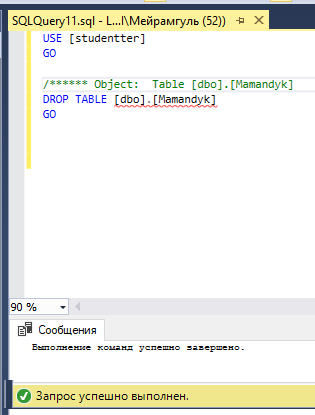 SQLQuery11.sql - L...l\Мейрамгуль (52))
USE [studentter]
GO
/****** Object:  Table [dbo].[Mamandyk]
DROP TABLE [dbo].[Mamandyk]
GO
90 %
Сообщения
Выполнение команд успешно завершено.
Запрос успешно выполнен.